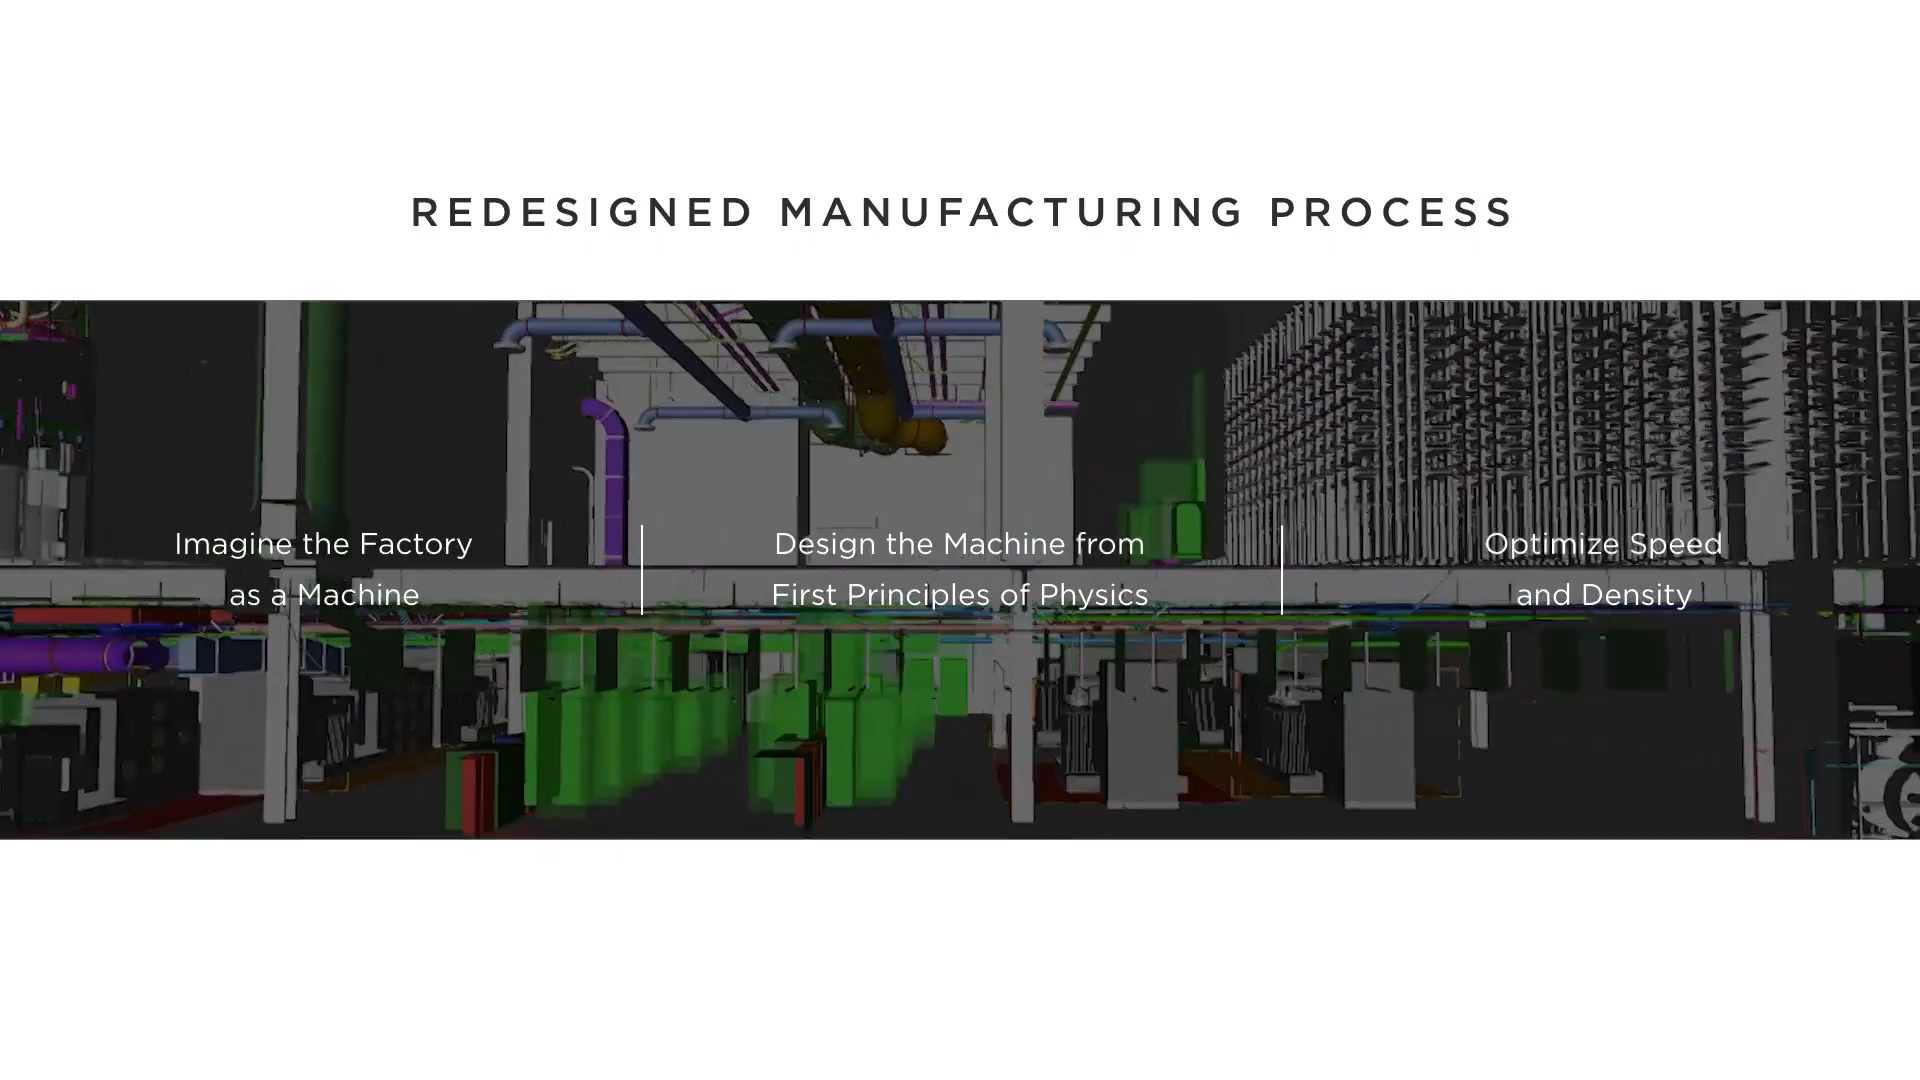 REDESIGNED MANUFACTURING PROCESS
Imagine the Factory
as a Machine
Design the Machine from
First Principles of Physics
Optimize Speed
and Density